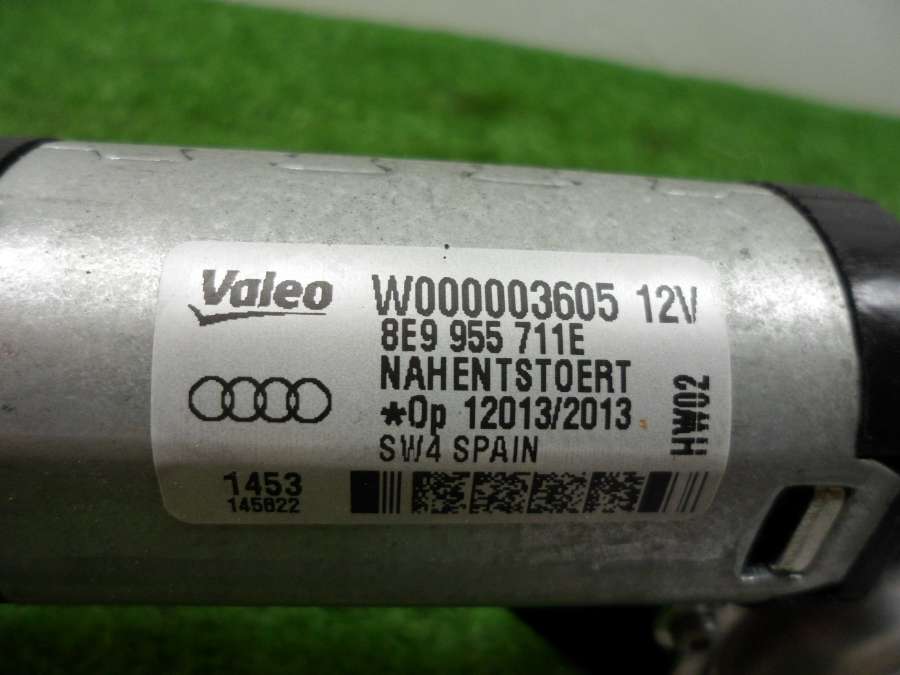 Valeo W000003605 12V
8E9 955 711E
NAHENTSTOERT
*Op 12013/2013
SW4 SPAIN
HW02
1453
145822